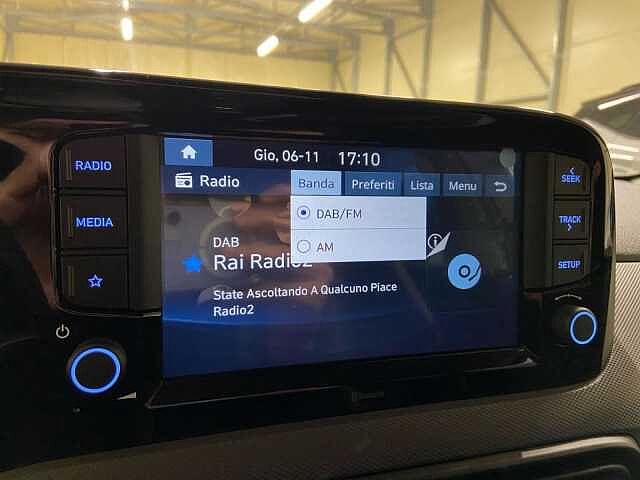 RADIO
MEDIA
Gio, 06-11 17:10
Radio Banda Preferiti Lista Menu
DAB/FM
AM
DAB
Rai Radio2
State Ascoltando A Qualcuno Piace
Radio2
< SEEK
TRACK >
SETUP